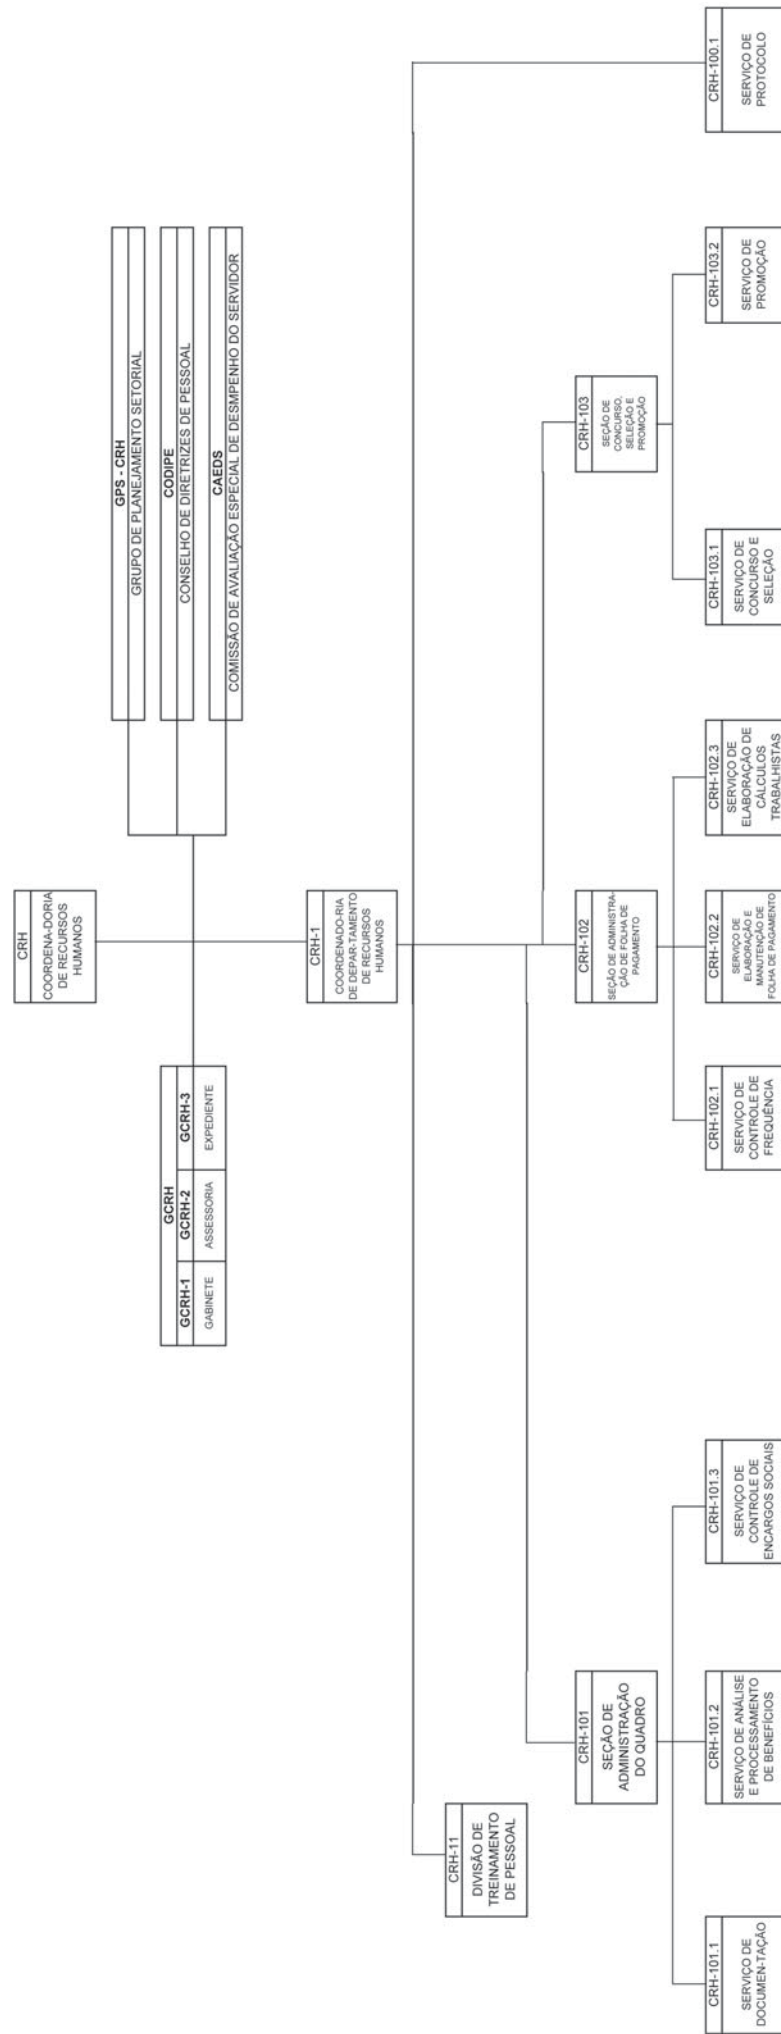 CRH
COORDENA-DORIA
DE RECURSOS
HUMANOS
GCRH
GCRH-1
GCRH-2
GCRH-3
GABINETE
ASSESSORIA
EXPEDIENTE
GPS - CRH
GRUPO DE PLANEJAMENTO SETORIAL
CODIPE
CONSELHO DE DIRETRIZES DE PESSOAL
CAEDS
COMISSÃO DE AVALIAÇÃO ESPECIAL DE DESMPENHO DO SERVIDOR
CRH-1
COORDENADO-RIA
DE DEPAR-TAMENTO
DE RECURSOS
HUMANOS
CRH-11
DIVISÃO DE
TREINAMENTO
DE PESSOAL
CRH-101
SEÇÃO DE
ADMINISTRAÇÃO
DO QUADRO
CRH-102
SEÇÃO DE ADMINISTRA-
ÇÃO DE FOLHA DE
PAGAMENTO
CRH-103
SEÇÃO DE
CONCURSO,
SELEÇÃO E
PROMOÇÃO
CRH-101.1
SERVIÇO DE
DOCUMEN-TAÇÃO
CRH-101.2
SERVIÇO DE ANÁLISE
E PROCESSAMENTO
DE BENEFÍCIOS
CRH-101.3
SERVIÇO DE
CONTROLE DE
ENCARGOS SOCIAIS
CRH-102.1
SERVIÇO DE
CONTROLE DE
FREQUÊNCIA
CRH-102.2
SERVIÇO DE
ELABORAÇÃO E
MANUTENÇÃO DE
FOLHA DE PAGAMENTO
CRH-102.3
SERVIÇO DE
ELABORAÇÃO DE
CÁLCULOS
TRABALHISTAS
CRH-103.1
SERVIÇO DE
CONCURSO E
SELEÇÃO
CRH-103.2
SERVIÇO DE
PROMOÇÃO
CRH-100.1
SERVIÇO DE
PROTOCOLO